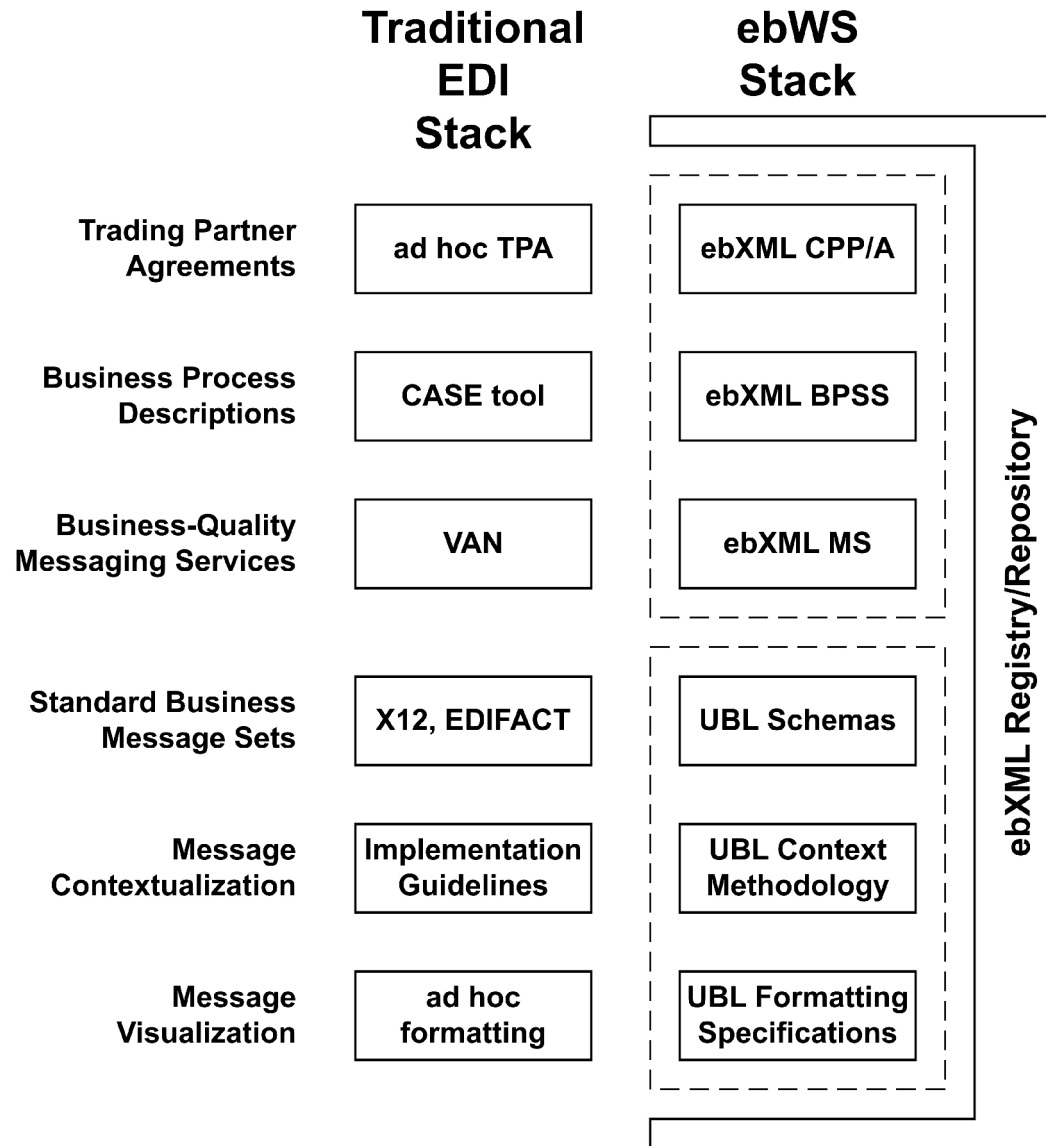 Traditional
EDI
Stack
ebWS
Stack
Trading Partner
Agreements
ad hoc TPA
ebXML CPP/A
Business Process
Descriptions
CASE tool
ebXML BPSS
Business-Quality
Messaging Services
VAN
ebXML MS
Standard Business
Message Sets
X12, EDIFACT
UBL Schemas
Message
Contextualization
Implementation
Guidelines
UBL Context
Methodology
Message
Visualization
ad hoc
formatting
UBL Formatting
Specifications
ebXML Registry/Repository